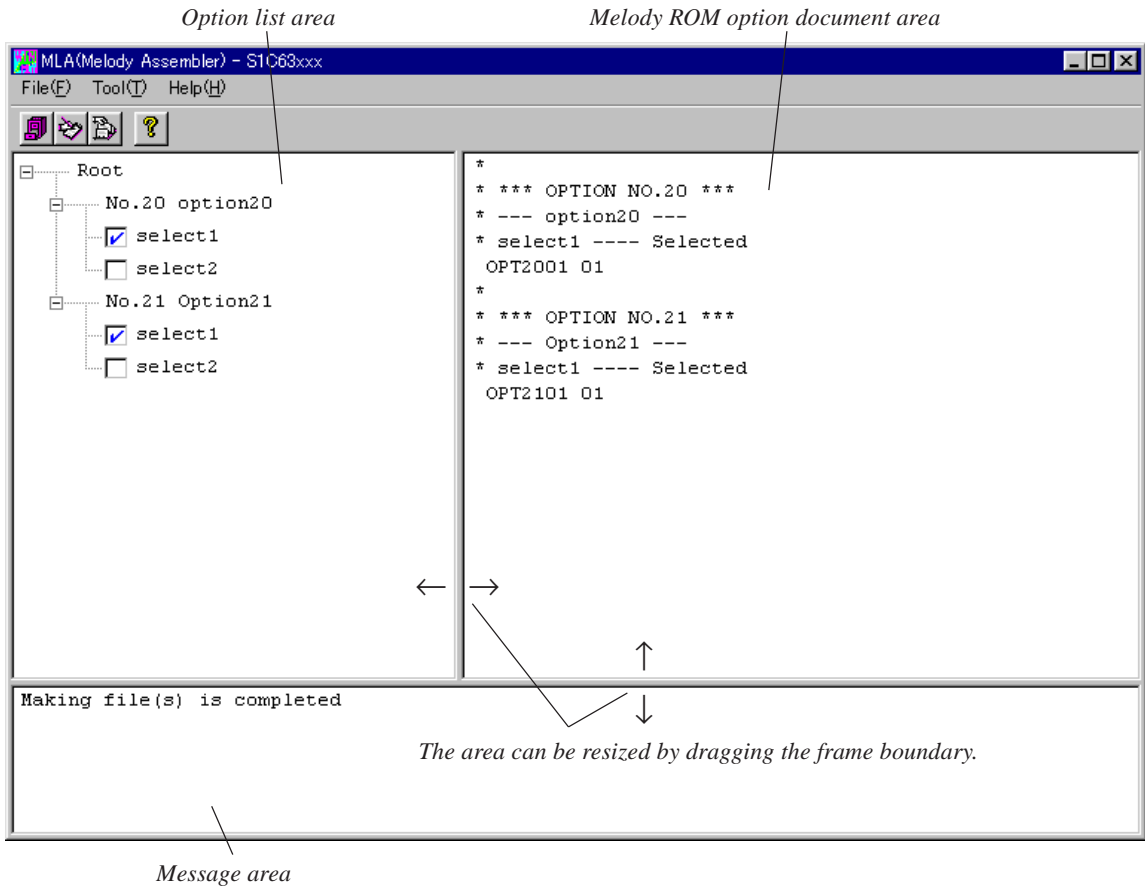 Option list area
Melody ROM option document area
MLA(Melody Assembler) - S1C63xxx
File(F) Tool(T) Help(H)
Root
No.20 option20
select1
select2
No.21 Option21
select1
select2
*
* *** OPTION NO.20 ***
* --- option20 ---
* select1 ---- Selected
OPT2001 01
*
* *** OPTION NO.21 ***
* --- Option21 ---
* select1 ---- Selected
OPT2101 01
Making file(s) is completed
The area can be resized by dragging the frame boundary.
Message area